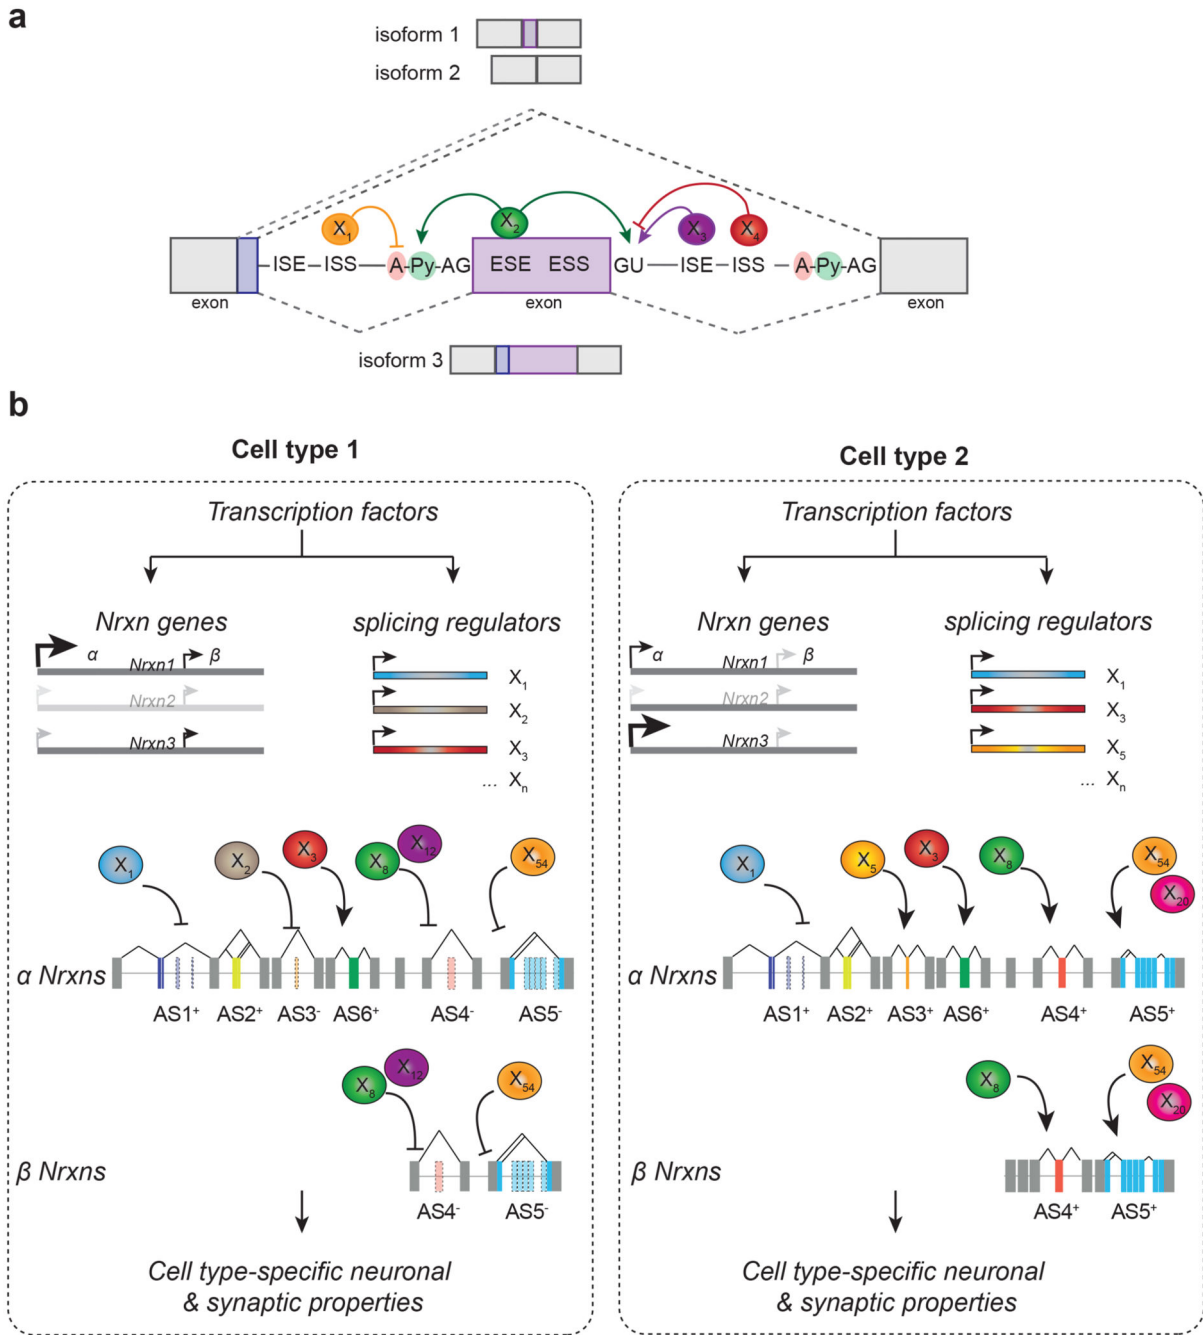 a
isoform 1
isoform 2
X1 X2 X3 X4
ISE ISS A-Py-AG ESE ESS GU ISE ISS A-Py-AG
exon exon exon
isoform 3
b
Cell type 1
Transcription factors
Nrxn genes splicing regulators
α Nrxn1 β
X1
Nrxn2
X2
Nrxn3
X3
... Xn
X1 X2 X3 X8 X12 X54
α Nrxns
AS1+ AS2+ AS3- AS6+ AS4- AS5-
X8 X12 X54
β Nrxns
AS4- AS5-
Cell type-specific neuronal
& synaptic properties
Cell type 2
Transcription factors
Nrxn genes splicing regulators
α Nrxn1 β
X1
Nrxn2
X3
Nrxn3
X5
... Xn
X1 X5 X3 X8 X54 X20
α Nrxns
AS1+ AS2+ AS3+ AS6+ AS4+ AS5+
X8 X54 X20
β Nrxns
AS4+ AS5+
Cell type-specific neuronal
& synaptic properties